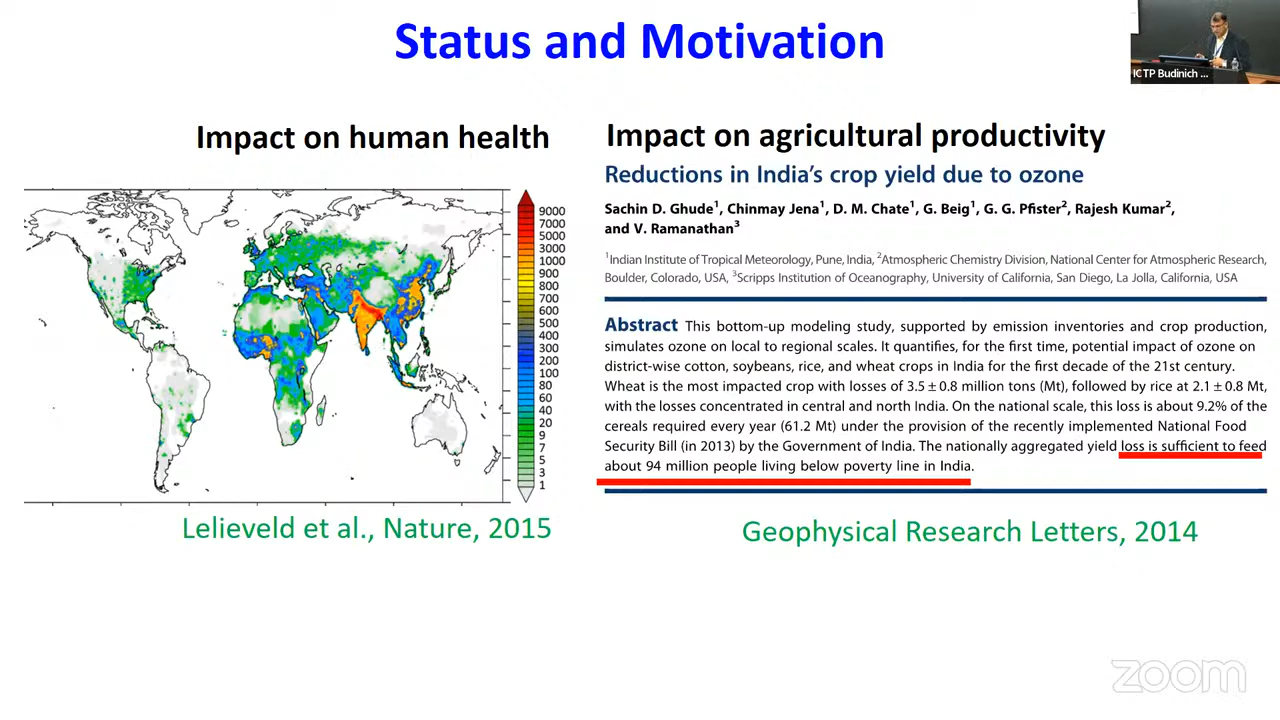 Status and Motivation
ICTP Budinich ...
Impact on human health
9000
7000
5000
3000
1000
900
800
700
600
500
400
300
200
100
80
60
40
20
9
7
5
3
1
Lelieveld et al., Nature, 2015
Impact on agricultural productivity
Reductions in India's crop yield due to ozone
Sachin D. Ghude¹, Chinmay Jena¹, D. M. Chate¹, G. Beig¹, G. G. Pfister², Rajesh Kumar²,
and V. Ramanathan³
¹Indian Institute of Tropical Meteorology, Pune, India, ²Atmospheric Chemistry Division, National Center for Atmospheric Research,
Boulder, Colorado, USA, ³Scripps Institution of Oceanography, University of California, San Diego, La Jolla, California, USA
Abstract This bottom-up modeling study, supported by emission inventories and crop production,
simulates ozone on local to regional scales. It quantifies, for the first time, potential impact of ozone on
district-wise cotton, soybeans, rice, and wheat crops in India for the first decade of the 21st century.
Wheat is the most impacted crop with losses of 3.5 ± 0.8 million tons (Mt), followed by rice at 2.1 ± 0.8 Mt,
with the losses concentrated in central and north India. On the national scale, this loss is about 9.2% of the
cereals required every year (61.2 Mt) under the provision of the recently implemented National Food
Security Bill (in 2013) by the Government of India. The nationally aggregated yield loss is sufficient to feed
about 94 million people living below poverty line in India.
Geophysical Research Letters, 2014
zoom